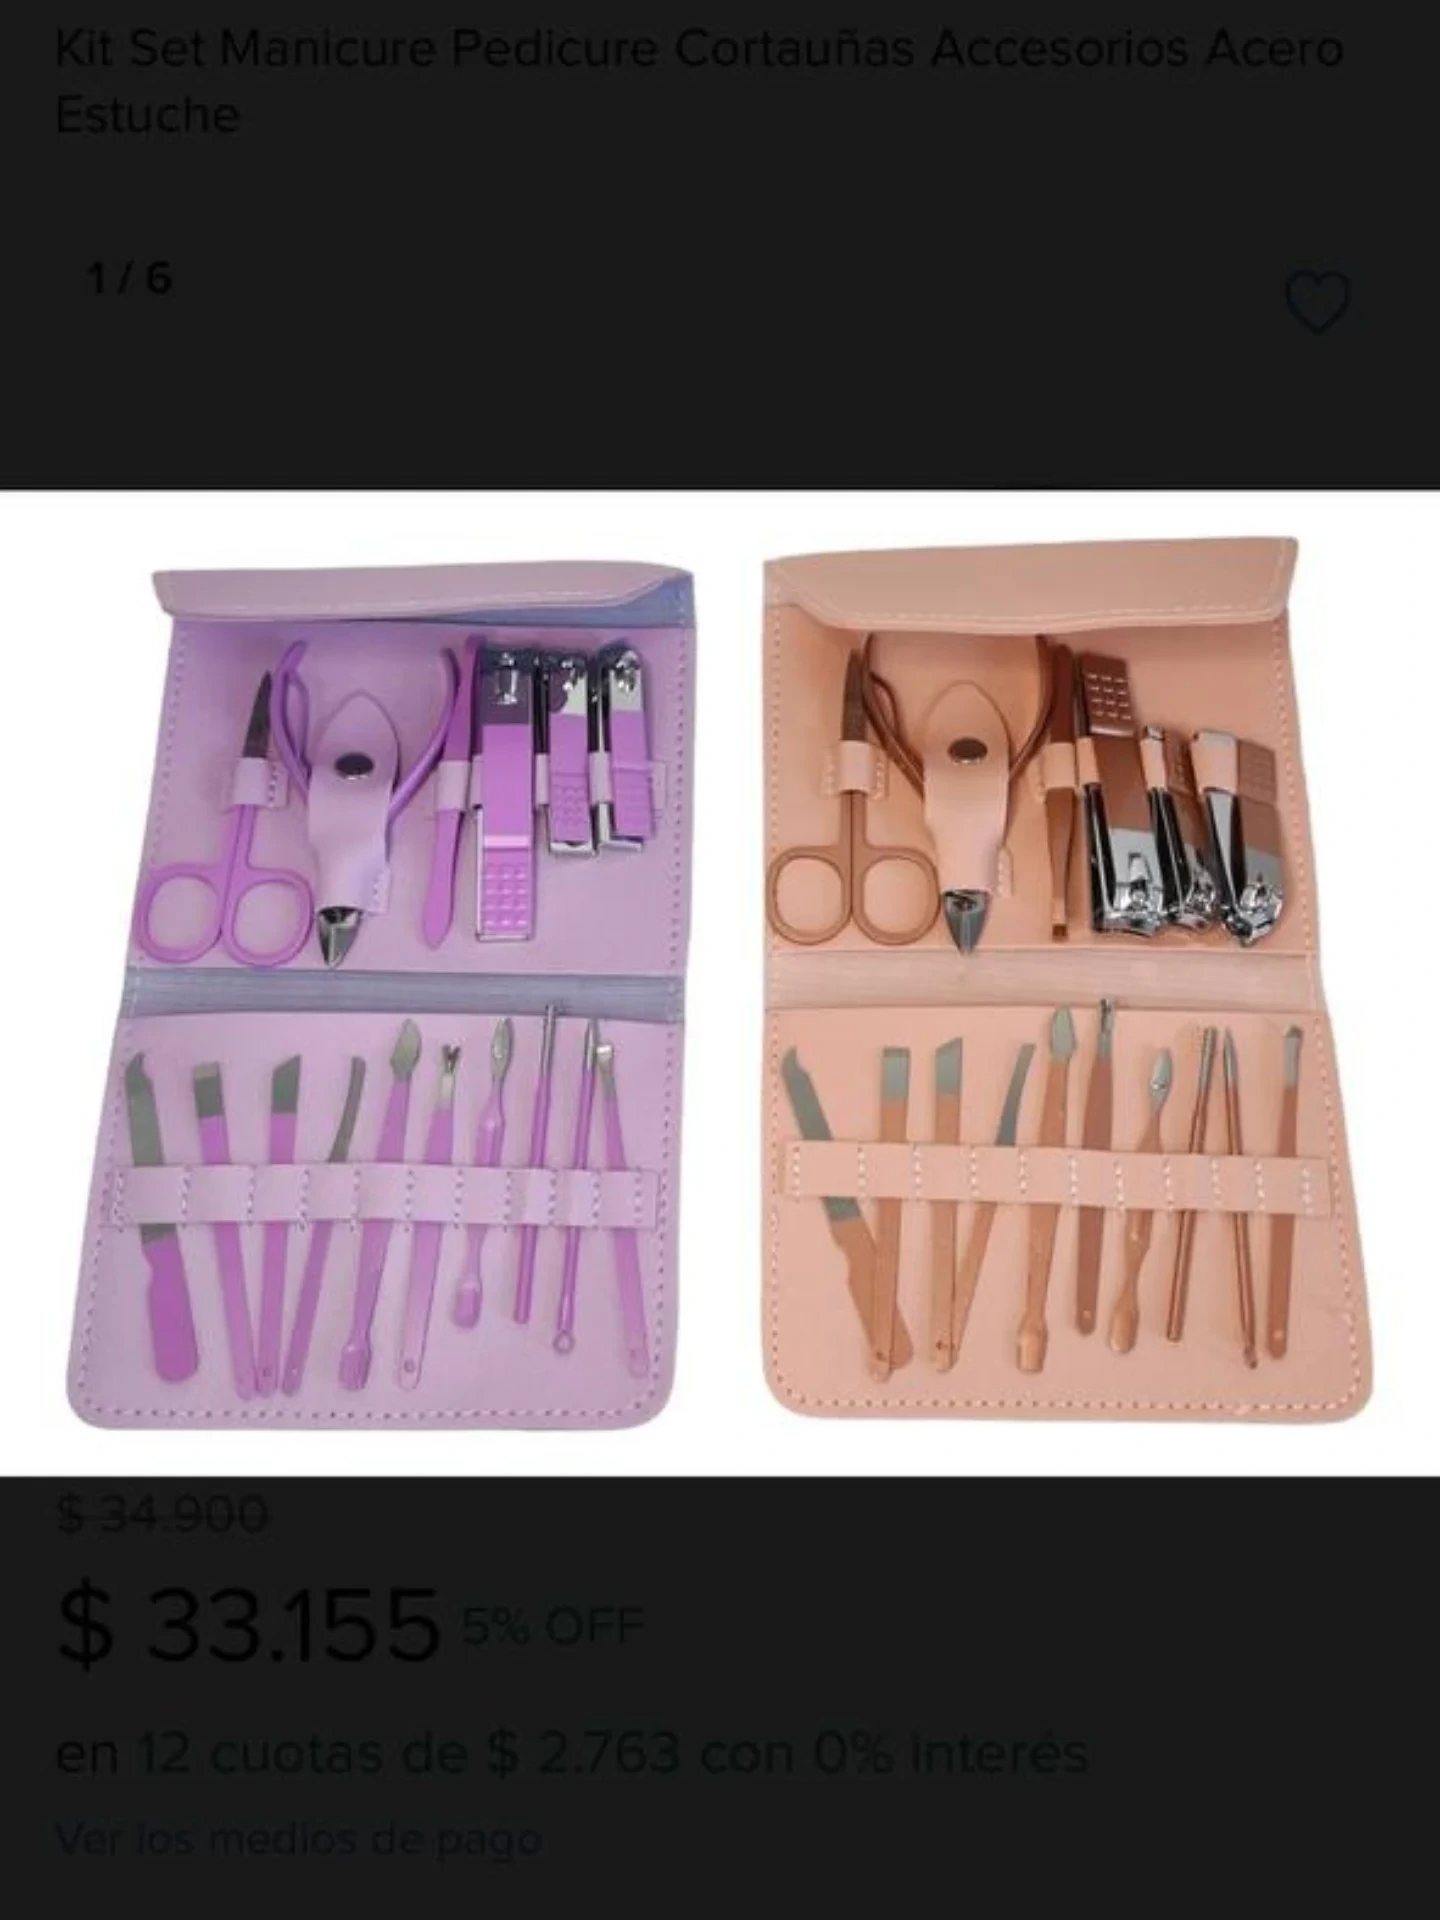 Kit Set Manicure Pedicure Cortauñas Accesorios Acero
Estuche
1 / 6
$ 34.900
$ 33.155 5% OFF
en 12 cuotas de $ 2.763 con 0% interés
Ver los medios de pago